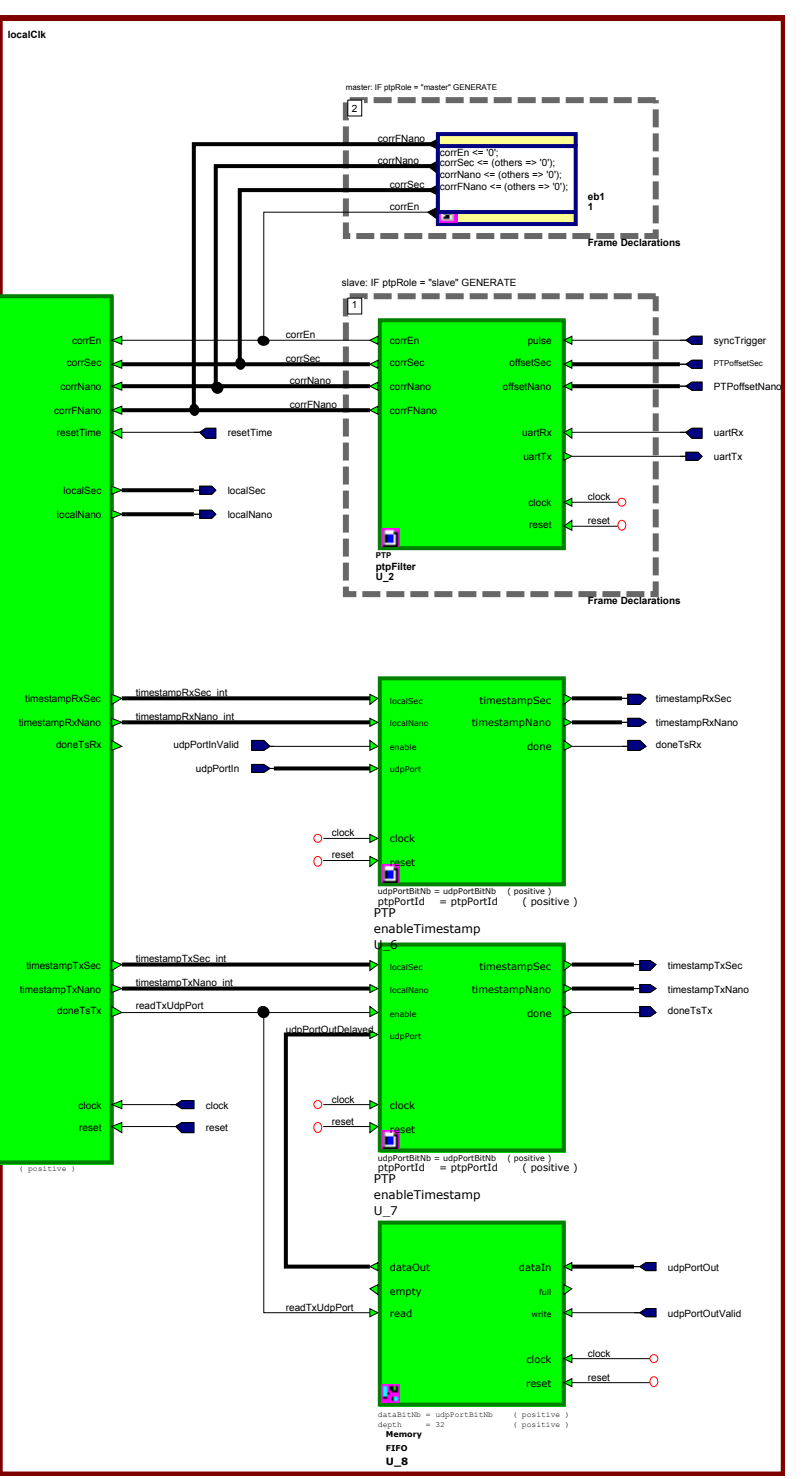 localClk
master: IF ptpRole = "master" GENERATE
2
corrFNano
corrNano
corrSec
corrEn
corrEn <= '0';
corrSec <= (others => '0');
corrNano <= (others => '0');
corrFNano <= (others => '0');
eb1
1
Frame Declarations
slave: IF ptpRole = "slave" GENERATE
1
corrEn corrEn corrEn pulse syncTrigger
corrSec corrSec corrSec offsetSec PTPoffsetSec
corrNano corrNano corrNano offsetNano PTPoffsetNano
corrFNano corrFNano corrFNano
resetTime resetTime uartRx uartRx
uartTx uartTx
localSec localSec
localNano localNano
clock clock
reset reset
PTP
ptpFilter
U_2
Frame Declarations
timestampRxSec timestampRxSec_int localSec timestampSec timestampRxSec
timestampRxNano timestampRxNano_int localNano timestampNano timestampRxNano
doneTsRx udpPortInValid enable done doneTsRx
udpPortIn udpPort
clock clock
reset reset
udpPortBitNb = udpPortBitNb ( positive )
ptpPortId = ptpPortId ( positive )
PTP
enableTimestamp
U_6
timestampTxSec timestampTxSec_int localSec timestampSec timestampTxSec
timestampTxNano timestampTxNano_int localNano timestampNano timestampTxNano
doneTsTx readTxUdpPort enable done doneTsTx
udpPortOutDelayed udpPort
clock clock clock clock
reset reset reset reset
( positive )
udpPortBitNb = udpPortBitNb ( positive )
ptpPortId = ptpPortId ( positive )
PTP
enableTimestamp
U_7
dataOut dataIn udpPortOut
empty full
readTxUdpPort read write udpPortOutValid
clock clock
reset reset
dataBitNb = udpPortBitNb ( positive )
depth = 32 ( positive )
Memory
FIFO
U_8